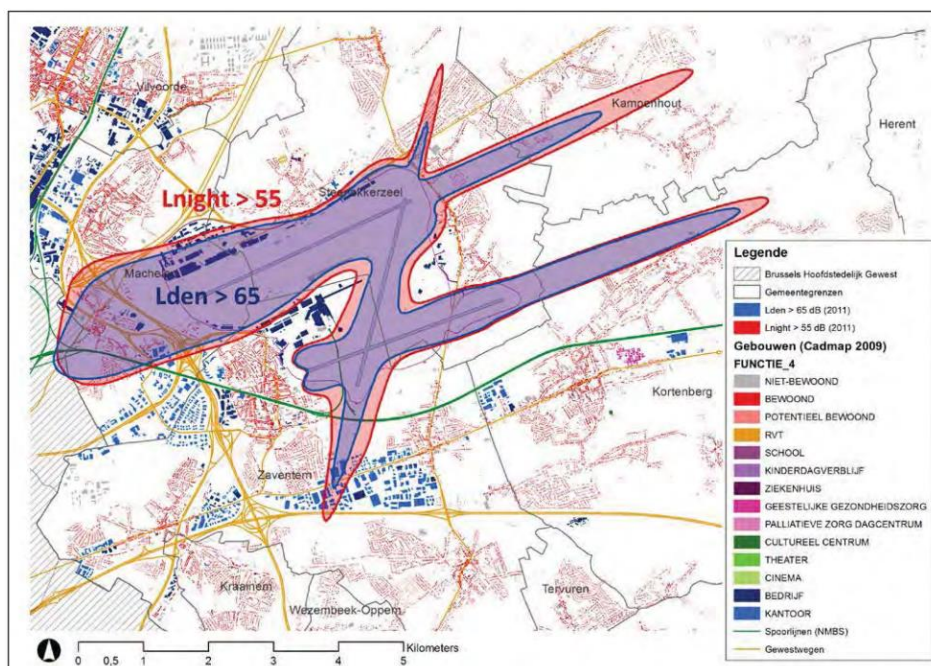 Vilvoorde
Kampenhout
Herent
Steenokkerzeel
Lnight > 55
Machelen
Lden > 65
Kortenberg
Zaventem
Kraainem
Wezembeek-Oppem
Tervuren
Legende
Brussels Hoofdstedelijk Gewest
Gemeentegrenzen
Lden > 65 dB (2011)
Lnight > 55 dB (2011)
Gebouwen (Cadmap 2009)
FUNCTIE_4
NIET-BEWOOND
BEWOOND
POTENTIEEL BEWOOND
RVT
SCHOOL
KINDERDAGVERBLIJF
ZIEKENHUIS
GEESTELIJKE GEZONDHEIDSZORG
PALLIATIEVE ZORG DAGCENTRUM
CULTUREEL CENTRUM
THEATER
CINEMA
BEDRIJF
KANTOOR
Spoorlijnen (NMBS)
Gewestwegen
Kilometers
0 0,5 1 2 3 4 5